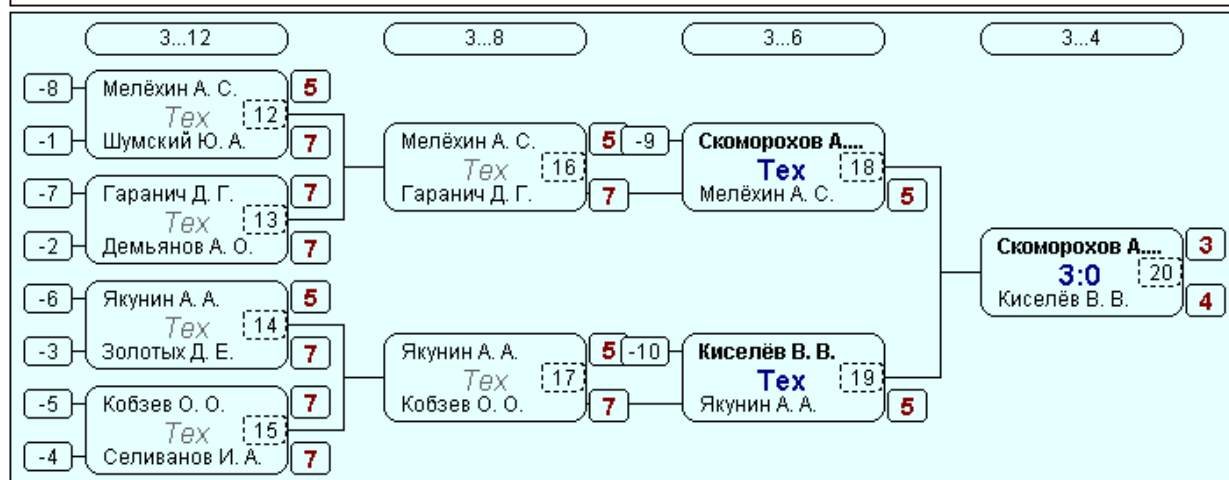 3...12 3...8 3...6 3...4
-8 Мелёхин А. С. 5
Тех 12
-1 Шумский Ю. А. 7
Мелёхин А. С. 5
Тех 16
Гаранич Д. Г. 7
-9 Скоморохов А....
Тех 18
Мелёхин А. С. 5
-7 Гаранич Д. Г. 7
Тех 13
-2 Демьянов А. О. 7
Скоморохов А.... 3
3:0 20
Киселёв В. В. 4
-6 Якунин А. А. 5
Тех 14
-3 Золотых Д. Е. 7
Якунин А. А. 5
Тех 17
Кобзев О. О. 7
-10 Киселёв В. В.
Тех 19
Якунин А. А. 5
-5 Кобзев О. О. 7
Тех 15
-4 Селиванов И. А. 7